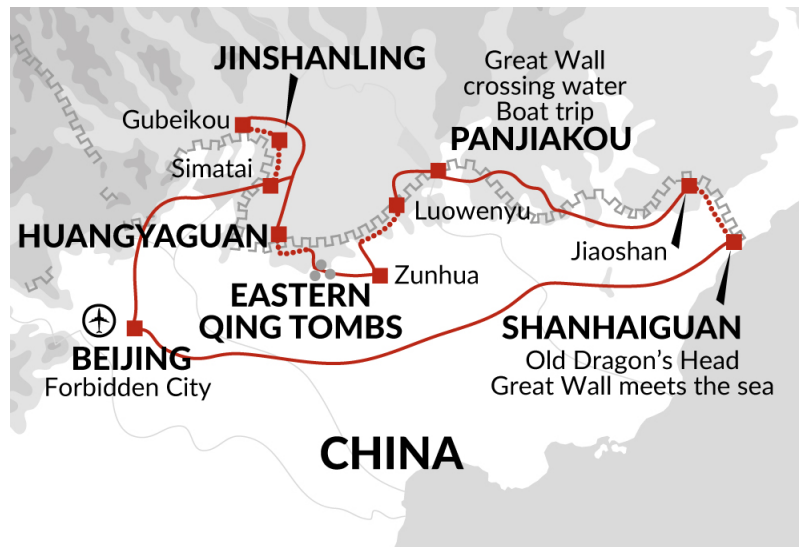 JINSHANLING
Great Wall
crossing water
Boat trip
PANJIAKOU
Gubeikou
Simatai
Luowenyu
HUANGYAGUAN
Jiaoshan
Zunhua
EASTERN
QING TOMBS
SHANHAIGUAN
Old Dragon's Head
Great Wall meets the sea
BEIJING
Forbidden City
CHINA